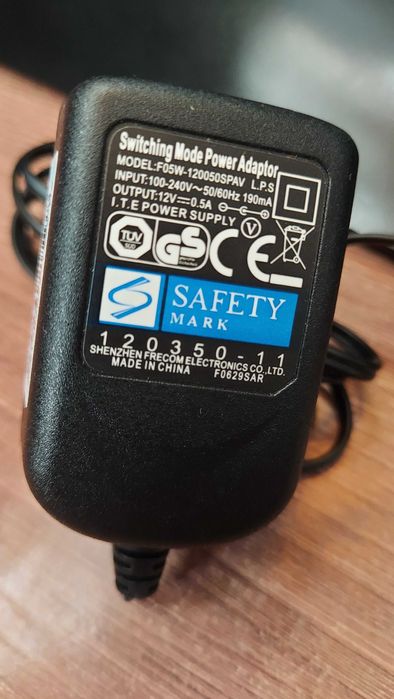 Switching Mode Power Adaptor
MODEL:F05W-120050SPAV L.P.S
INPUT:100-240V~50/60Hz 190mA
OUTPUT:12V⎓0.5A
I.T.E POWER SUPPLY V
TÜV SÜD GS CE
SAFETY
MARK
120350-11
SHENZHEN FRECOM ELECTRONICS CO.,LTD.
MADE IN CHINA F0629SAR